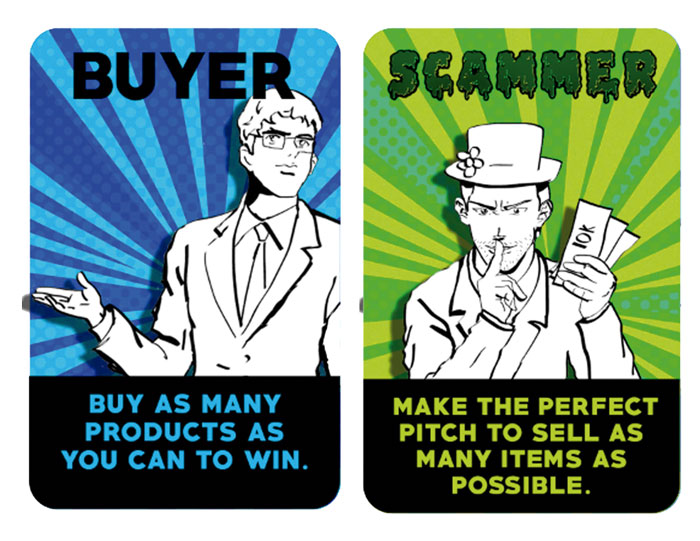 BUYER
BUY AS MANY
PRODUCTS AS
YOU CAN TO WIN.
SCAMMER
10K
MAKE THE PERFECT
PITCH TO SELL AS
MANY ITEMS AS
POSSIBLE.